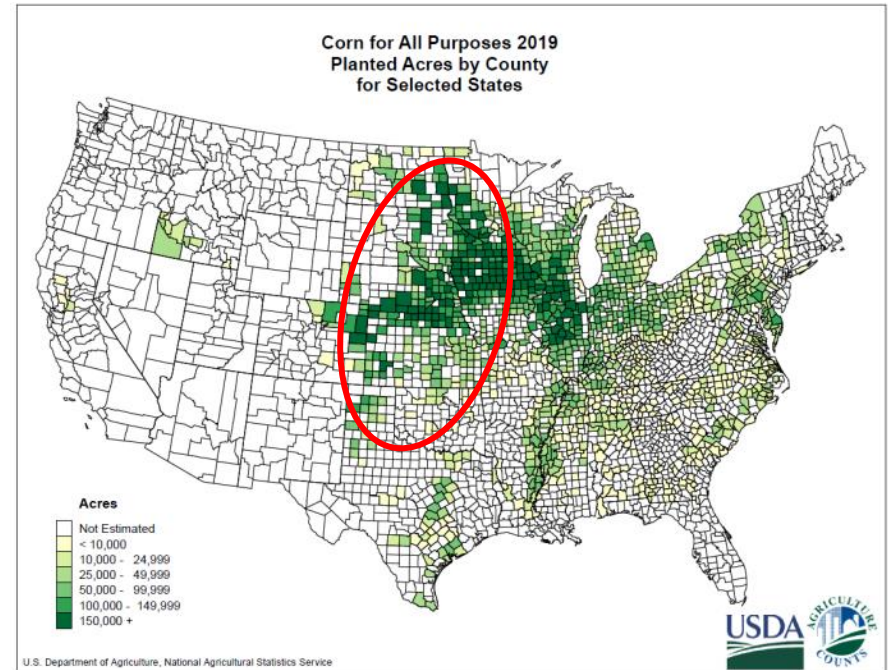 Corn for All Purposes 2019
Planted Acres by County
for Selected States
Acres
Not Estimated
< 10,000
10,000 - 24,999
25,000 - 49,999
50,000 - 99,999
100,000 - 149,999
150,000 +
U.S. Department of Agriculture, National Agricultural Statistics Service
USDA
AGRICULTURE
COUNTS